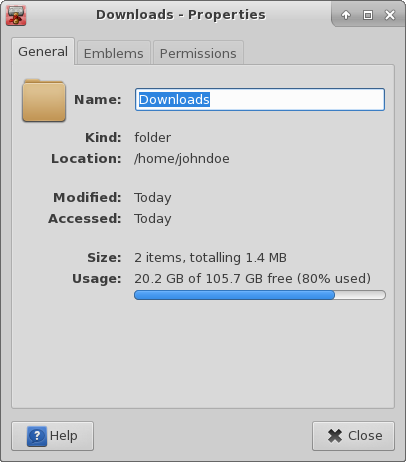 Downloads - Properties
General Emblems Permissions
Name: Downloads
Kind: folder
Location: /home/johndoe
Modified: Today
Accessed: Today
Size: 2 items, totalling 1.4 MB
Usage: 20.2 GB of 105.7 GB free (80% used)
? Help Close